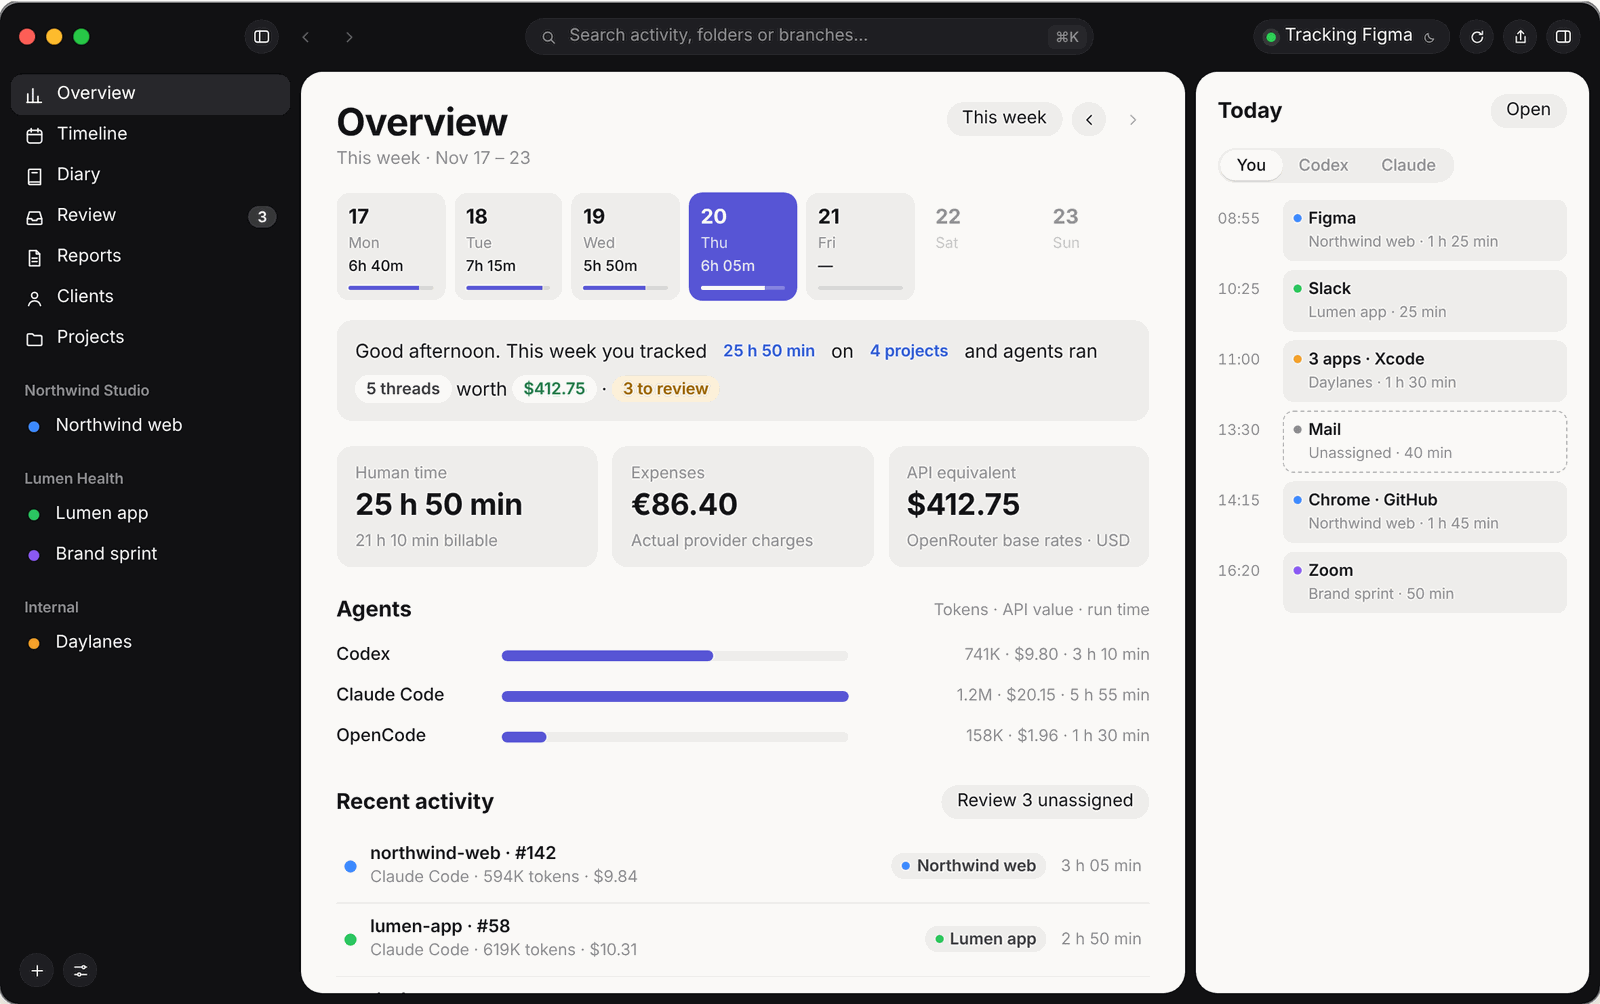 Search activity, folders or branches...
⌘K
Tracking Figma
Overview
Timeline
Diary
Review
3
Reports
Clients
Projects
Northwind Studio
Northwind web
Lumen Health
Lumen app
Brand sprint
Internal
Daylanes
Overview
This week
This week · Nov 17 – 23
17
Mon
6h 40m
18
Tue
7h 15m
19
Wed
5h 50m
20
Thu
6h 05m
21
Fri
—
22
Sat
23
Sun
Good afternoon. This week you tracked 25 h 50 min on 4 projects and agents ran
5 threads worth $412.75 · 3 to review
Human time
25 h 50 min
21 h 10 min billable
Expenses
€86.40
Actual provider charges
API equivalent
$412.75
OpenRouter base rates · USD
Agents
Tokens · API value · run time
Codex
741K · $9.80 · 3 h 10 min
Claude Code
1.2M · $20.15 · 5 h 55 min
OpenCode
158K · $1.96 · 1 h 30 min
Recent activity
Review 3 unassigned
northwind-web · #142
Claude Code · 594K tokens · $9.84
Northwind web
3 h 05 min
lumen-app · #58
Claude Code · 619K tokens · $10.31
Lumen app
2 h 50 min
Today
Open
You
Codex
Claude
08:55
Figma
Northwind web · 1 h 25 min
10:25
Slack
Lumen app · 25 min
11:00
3 apps · Xcode
Daylanes · 1 h 30 min
13:30
Mail
Unassigned · 40 min
14:15
Chrome · GitHub
Northwind web · 1 h 45 min
16:20
Zoom
Brand sprint · 50 min